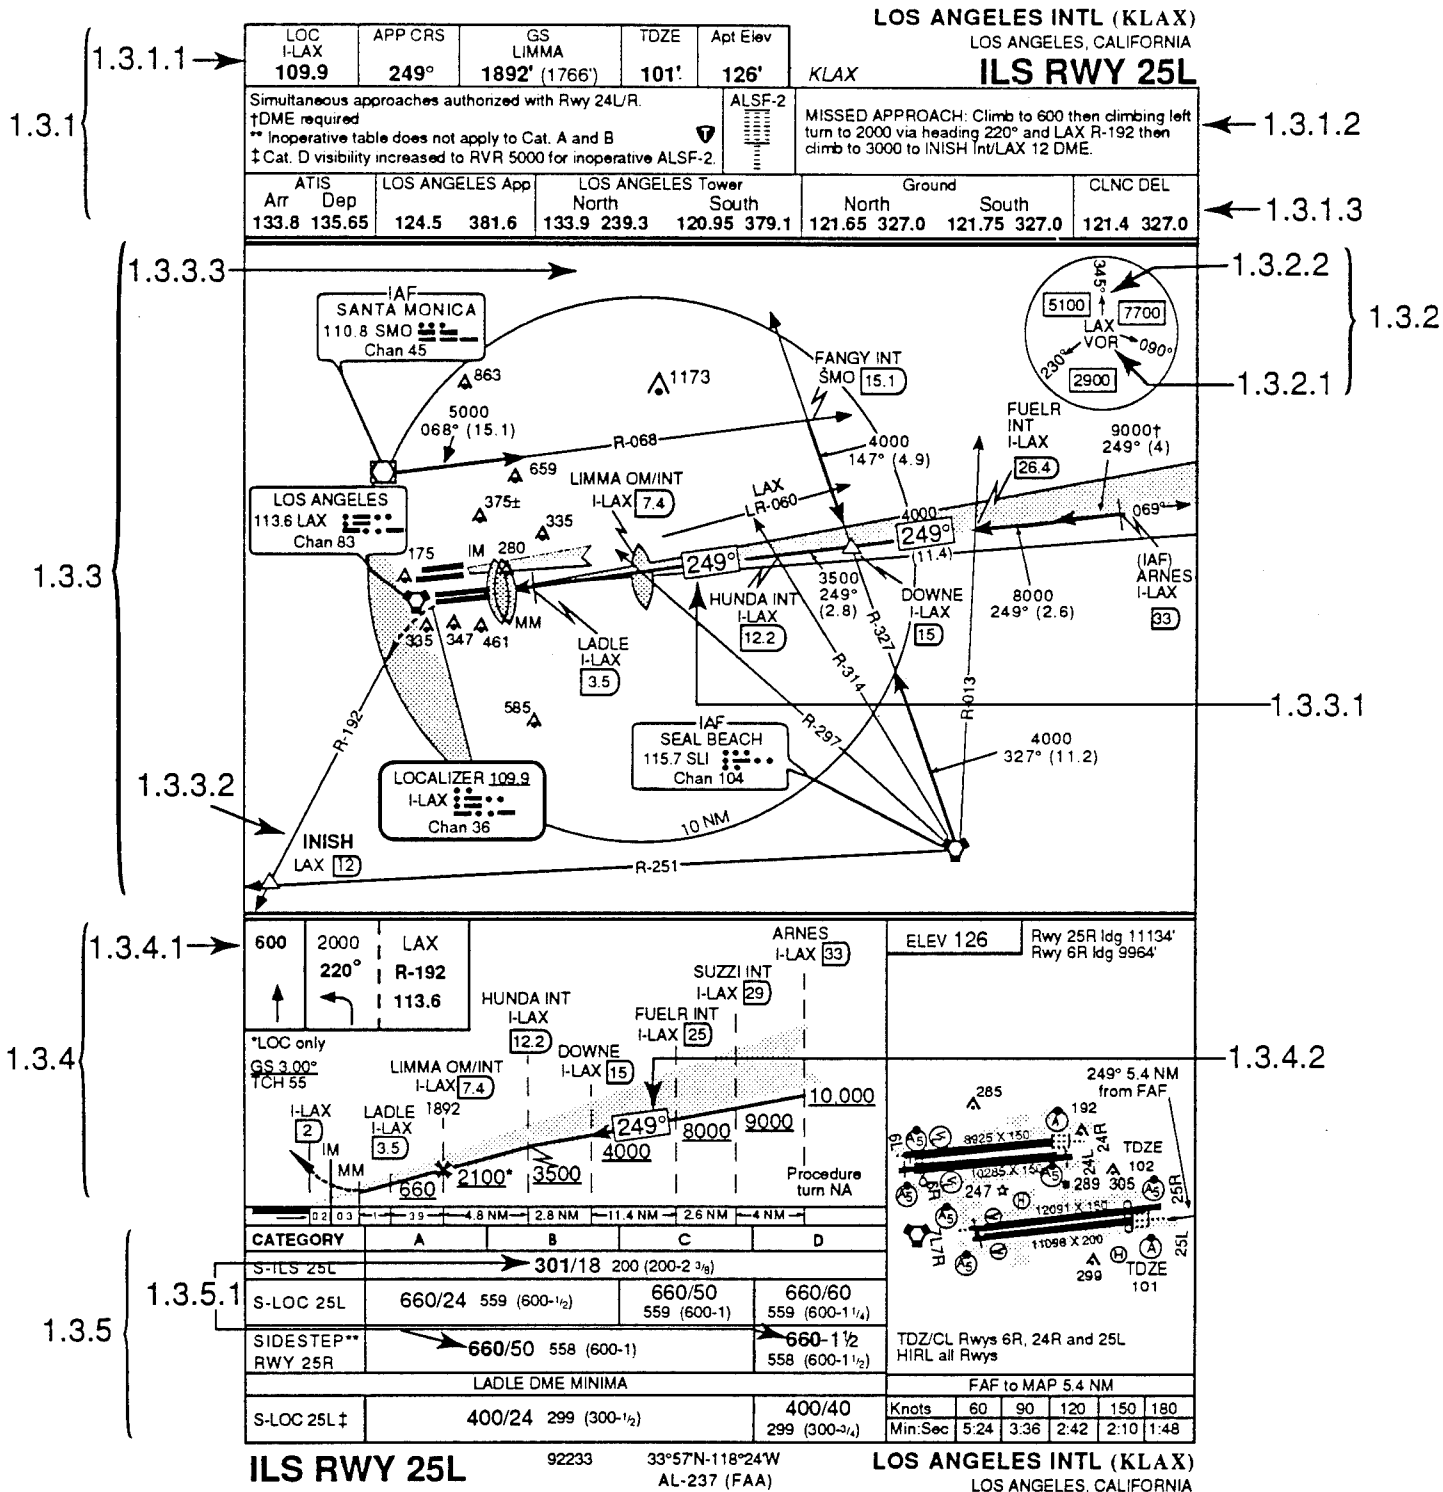 LOS ANGELES INTL (KLAX)
LOS ANGELES, CALIFORNIA
ILS RWY 25L
KLAX
LOC
I-LAX
109.9
APP CRS
249°
GS
LIMMA
1892' (1766')
TDZE
101'
Apt Elev
126'
1.3.1.1
1.3.1
Simultaneous approaches authorized with Rwy 24L/R.
†DME required
** Inoperative table does not apply to Cat. A and B
‡Cat. D visibility increased to RVR 5000 for inoperative ALSF-2.
T
ALSF-2
MISSED APPROACH: Climb to 600 then climbing left
turn to 2000 via heading 220° and LAX R-192 then
climb to 3000 to INISH Int/LAX 12 DME.
1.3.1.2
ATIS
Arr Dep
133.8 135.65
LOS ANGELES App
124.5 381.6
LOS ANGELES Tower
North South
133.9 239.3 120.95 379.1
Ground
North South
121.65 327.0 121.75 327.0
CLNC DEL
121.4 327.0
1.3.1.3
1.3.3.3
1.3.2.2
1.3.2
1.3.2.1
345°
5100
7700
LAX
VOR
090°
230°
2900
IAF
SANTA MONICA
110.8 SMO
Chan 45
863
1173
FANGY INT
SMO 15.1
FUELR
INT
I-LAX
26.4
9000†
249° (4)
5000
068° (15.1)
R-068
4000
147° (4.9)
659
LIMMA OM/INT
I-LAX 7.4
LAX
LR-060
LOS ANGELES
113.6 LAX
Chan 83
375±
335
4000
249°
(11.4)
069°
175
IM
280
249°
3500
249°
(2.8)
(IAF)
ARNES
I-LAX
33
8000
249° (2.6)
1.3.3
HUNDA INT
I-LAX
12.2
DOWNE
I-LAX
15
335
347
461
MM
LADLE
I-LAX
3.5
R-327
R-314
R-013
R-297
1.3.3.1
585
R-192
IAF
SEAL BEACH
115.7 SLI
Chan 104
4000
327° (11.2)
LOCALIZER 109.9
I-LAX
Chan 36
1.3.3.2
10 NM
INISH
LAX 12
R-251
1.3.4.1
1.3.4
600
2000
220°
LAX
R-192
113.6
ARNES
I-LAX 33
SUZZI INT
I-LAX 29
HUNDA INT
I-LAX
12.2
FUELR INT
I-LAX 25
DOWNE
I-LAX 15
*LOC only
GS 3.00°
TCH 55
LIMMA OM/INT
I-LAX 7.4
1892
I-LAX
2
LADLE
I-LAX
3.5
IM
MM
660
2100*
3500
249°
4000
8000
9000
10,000
Procedure
turn NA
0.2 0.3 1 3.9 4.8 NM 2.8 NM 11.4 NM 2.6 NM 4 NM
1.3.4.2
ELEV 126
Rwy 25R ldg 11134'
Rwy 6R ldg 9964'
249° 5.4 NM
from FAF
285
192
6L
8925 X 150
24R
TDZE
102
10285 X 150
24L
6R
247
289
305
25R
12091 X 150
7L
7R
11096 X 200
25L
299
TDZE
101
TDZ/CL Rwys 6R, 24R and 25L
HIRL all Rwys
FAF to MAP 5.4 NM
Knots 60 90 120 150 180
Min:Sec 5:24 3:36 2:42 2:10 1:48
CATEGORY A B C D
S-ILS 25L 301/18 200 (200-2 3/8)
1.3.5.1
1.3.5
S-LOC 25L 660/24 559 (600-1/2)
660/50
559 (600-1)
660/60
559 (600-1 1/4)
SIDESTEP**
RWY 25R
660/50 558 (600-1)
660-1 1/2
558 (600-1 1/2)
LADLE DME MINIMA
S-LOC 25L‡ 400/24 299 (300-1/2)
400/40
299 (300-3/4)
ILS RWY 25L
92233
33°57'N-118°24'W
AL-237 (FAA)
LOS ANGELES INTL (KLAX)
LOS ANGELES, CALIFORNIA